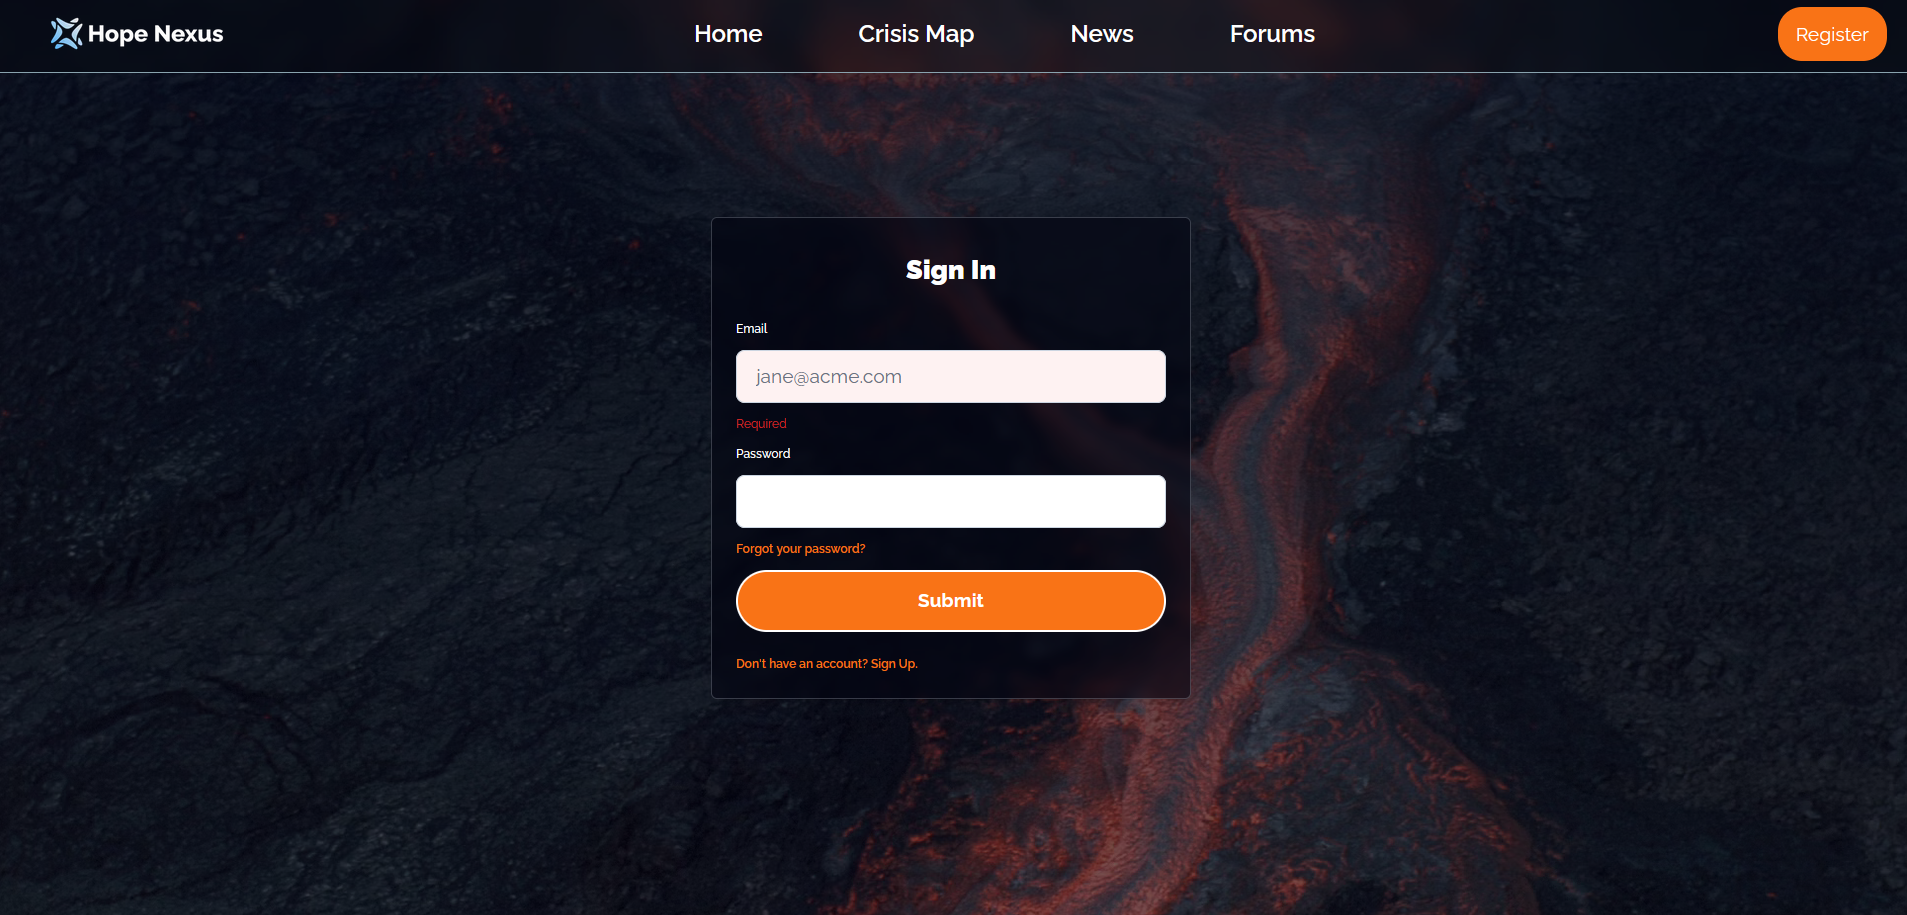 Hope Nexus
Home
Crisis Map
News
Forums
Register
Sign In
Email
jane@acme.com
Required
Password
Forgot your password?
Submit
Don't have an account? Sign Up.